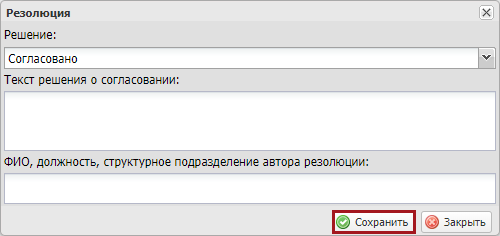 Резолюция
Решение:
Согласовано
Текст решения о согласовании:
ФИО, должность, структурное подразделение автора резолюции:
Сохранить Закрыть